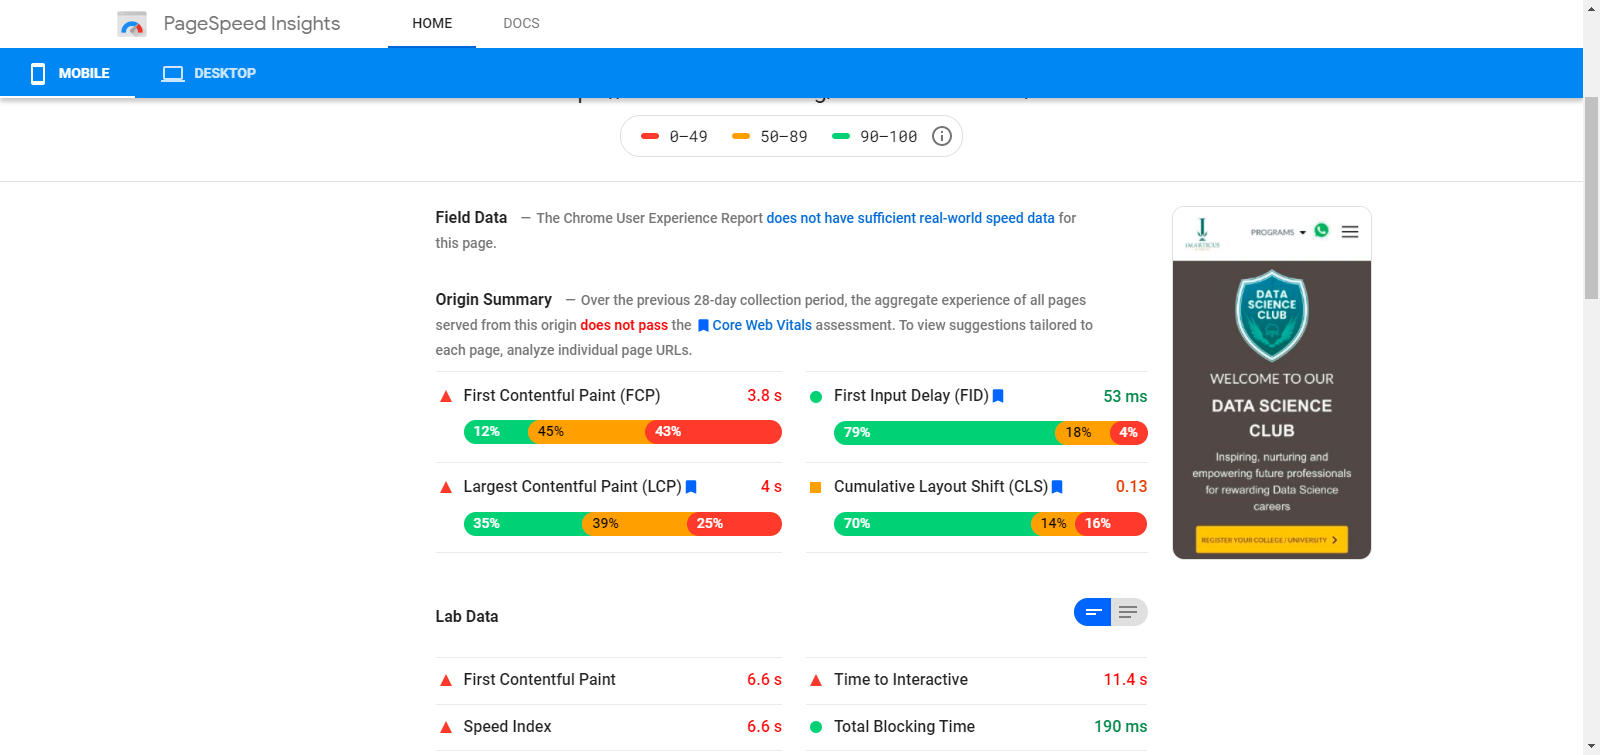 PageSpeed Insights
HOME
DOCS
MOBILE
DESKTOP
0–49
50–89
90–100
Field Data — The Chrome User Experience Report does not have sufficient real-world speed data for
this page.
Origin Summary — Over the previous 28-day collection period, the aggregate experience of all pages
served from this origin does not pass the Core Web Vitals assessment. To view suggestions tailored to
each page, analyze individual page URLs.
First Contentful Paint (FCP) 3.8 s
12% 45% 43%
First Input Delay (FID) 53 ms
79% 18% 4%
Largest Contentful Paint (LCP) 4 s
35% 39% 25%
Cumulative Layout Shift (CLS) 0.13
70% 14% 16%
Lab Data
First Contentful Paint 6.6 s
Time to Interactive 11.4 s
Speed Index 6.6 s
Total Blocking Time 190 ms
IMARTICUS
PROGRAMS
DATA
SCIENCE
CLUB
WELCOME TO OUR
DATA SCIENCE
CLUB
Inspiring, nurturing and
empowering future professionals
for rewarding Data Science
careers
REGISTER YOUR COLLEGE / UNIVERSITY